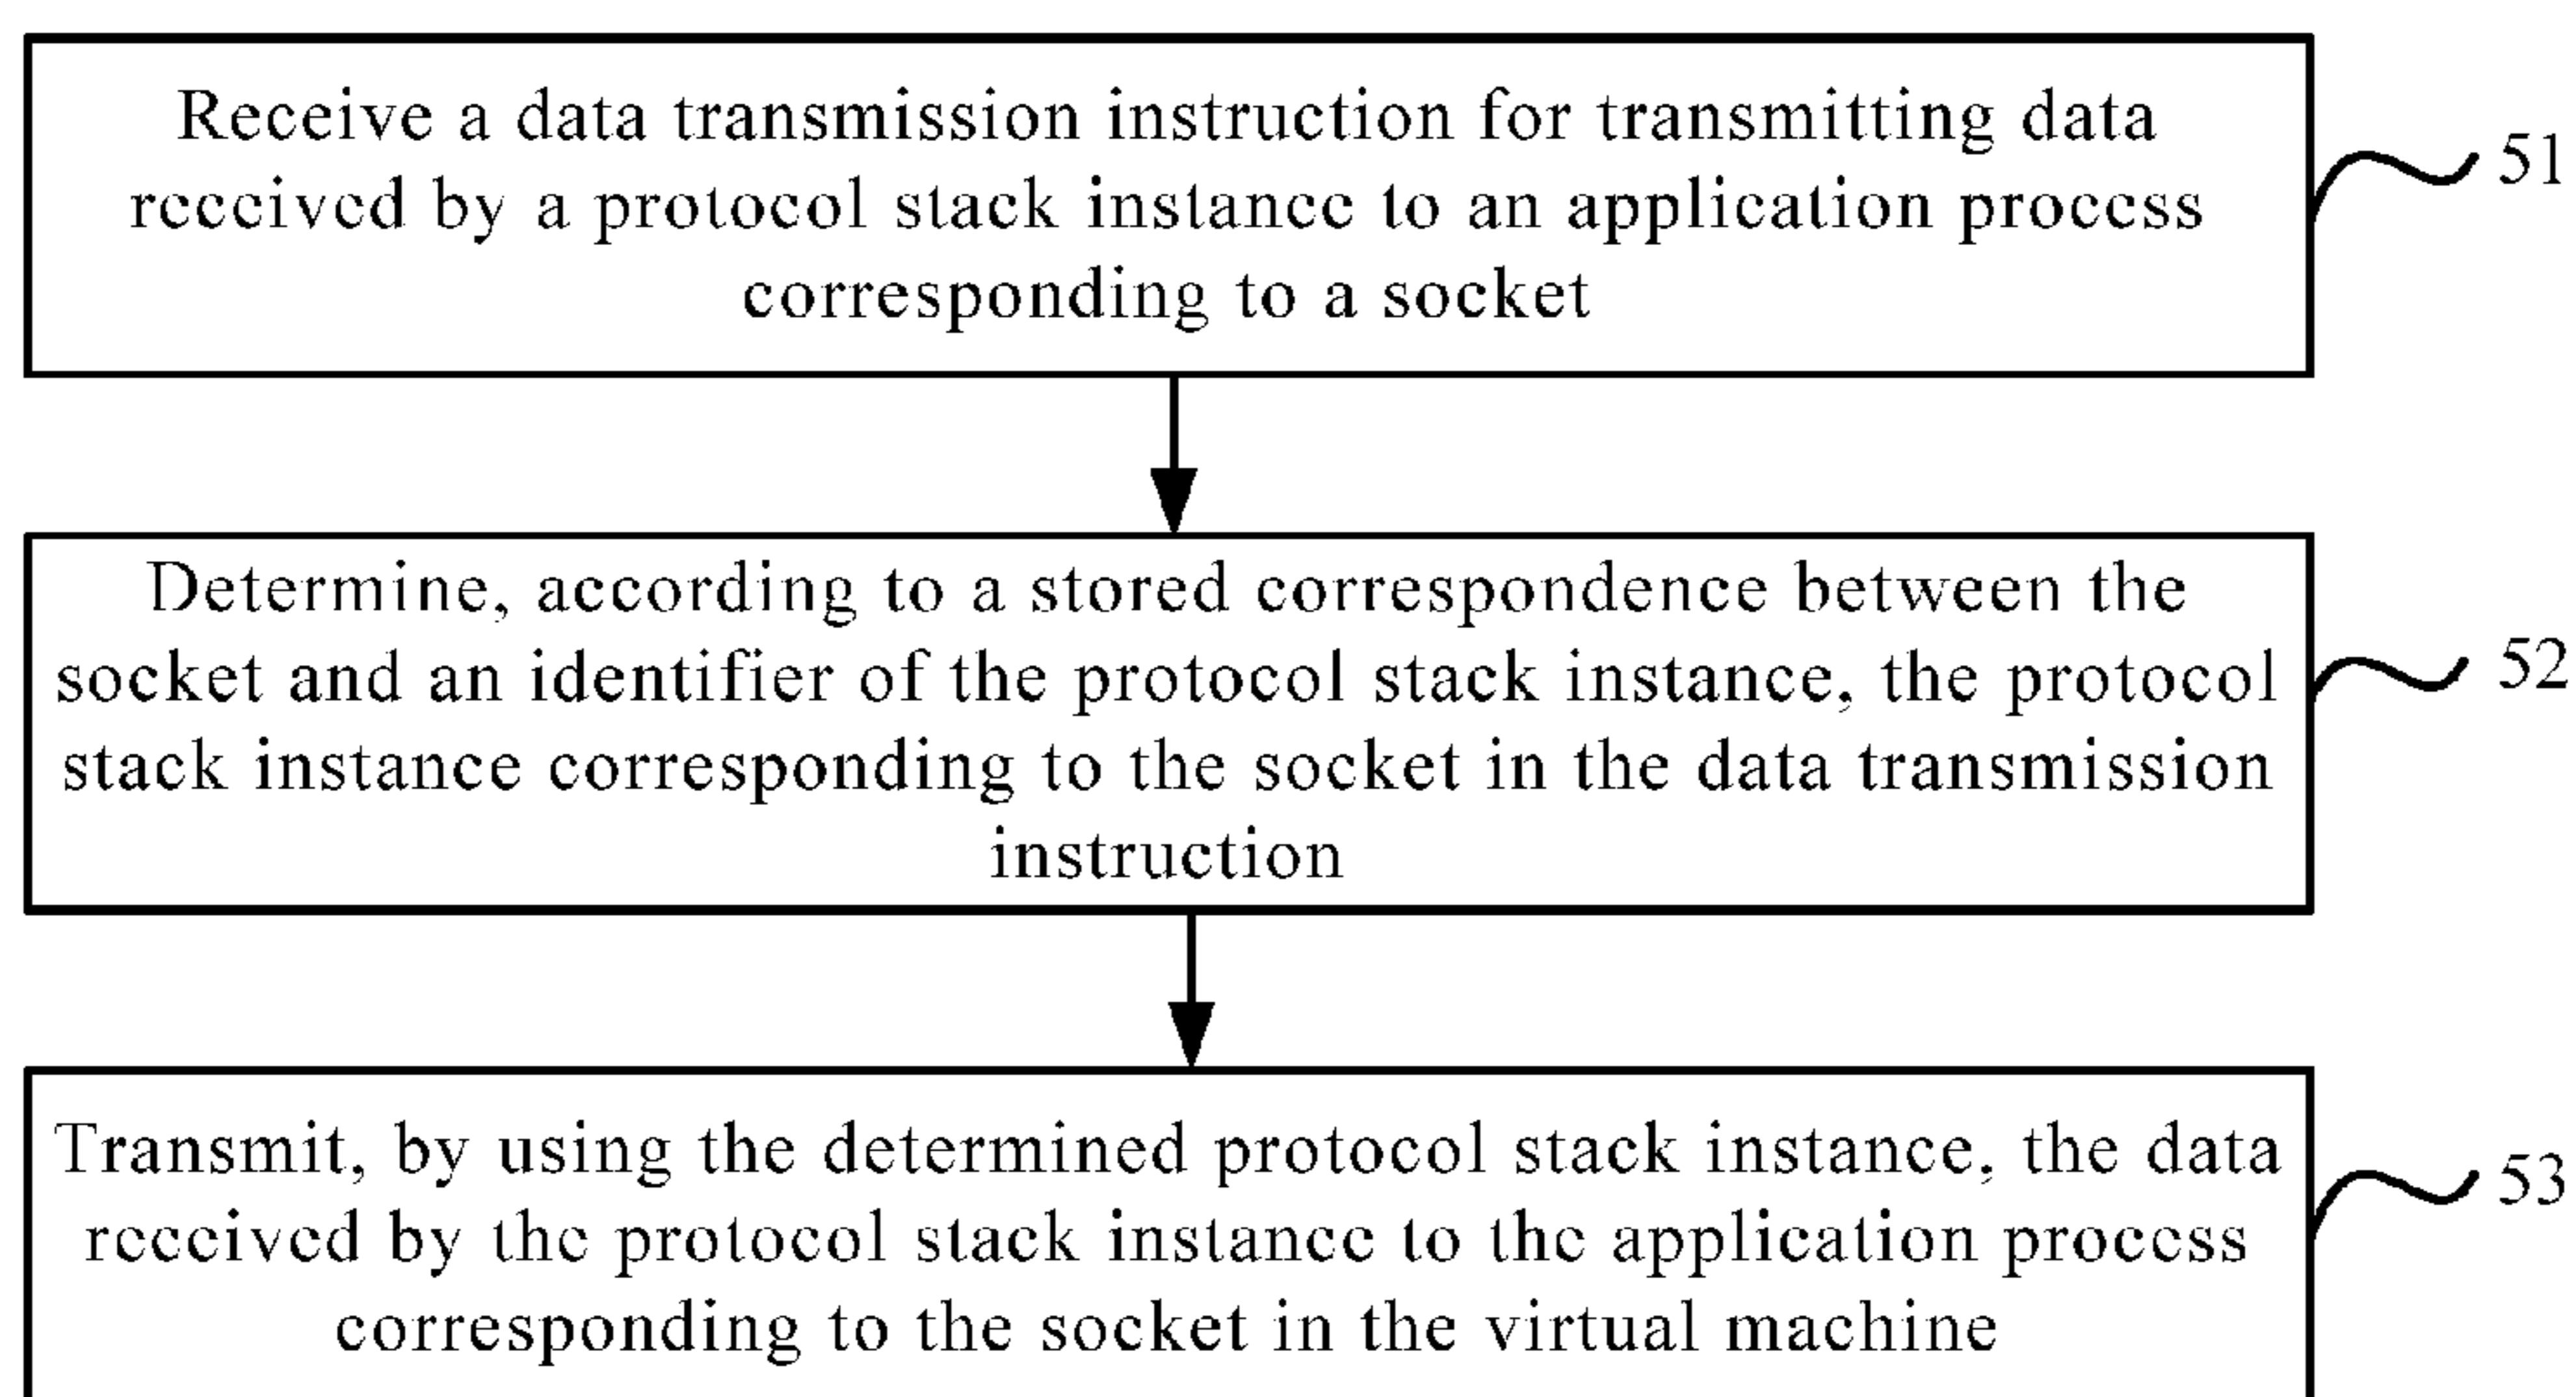 Receive a data transmission instruction for transmitting data
received by a protocol stack instance to an application process
corresponding to a socket
51
Determine, according to a stored correspondence between the
socket and an identifier of the protocol stack instance, the protocol
stack instance corresponding to the socket in the data transmission
instruction
52
Transmit, by using the determined protocol stack instance, the data
received by the protocol stack instance to the application process
corresponding to the socket in the virtual machine
53